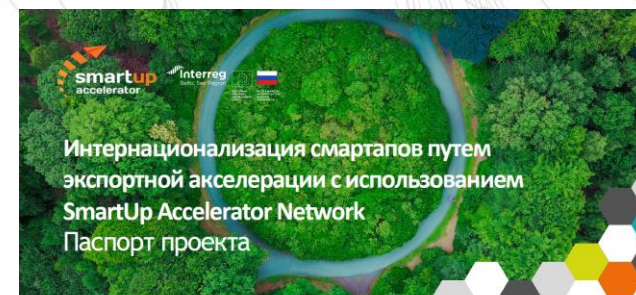 smartup
accelerator
Interreg
Baltic Sea Region
Интернационализация смартапов путем
экспортной акселерации с использованием
SmartUp Accelerator Network
Паспорт проекта